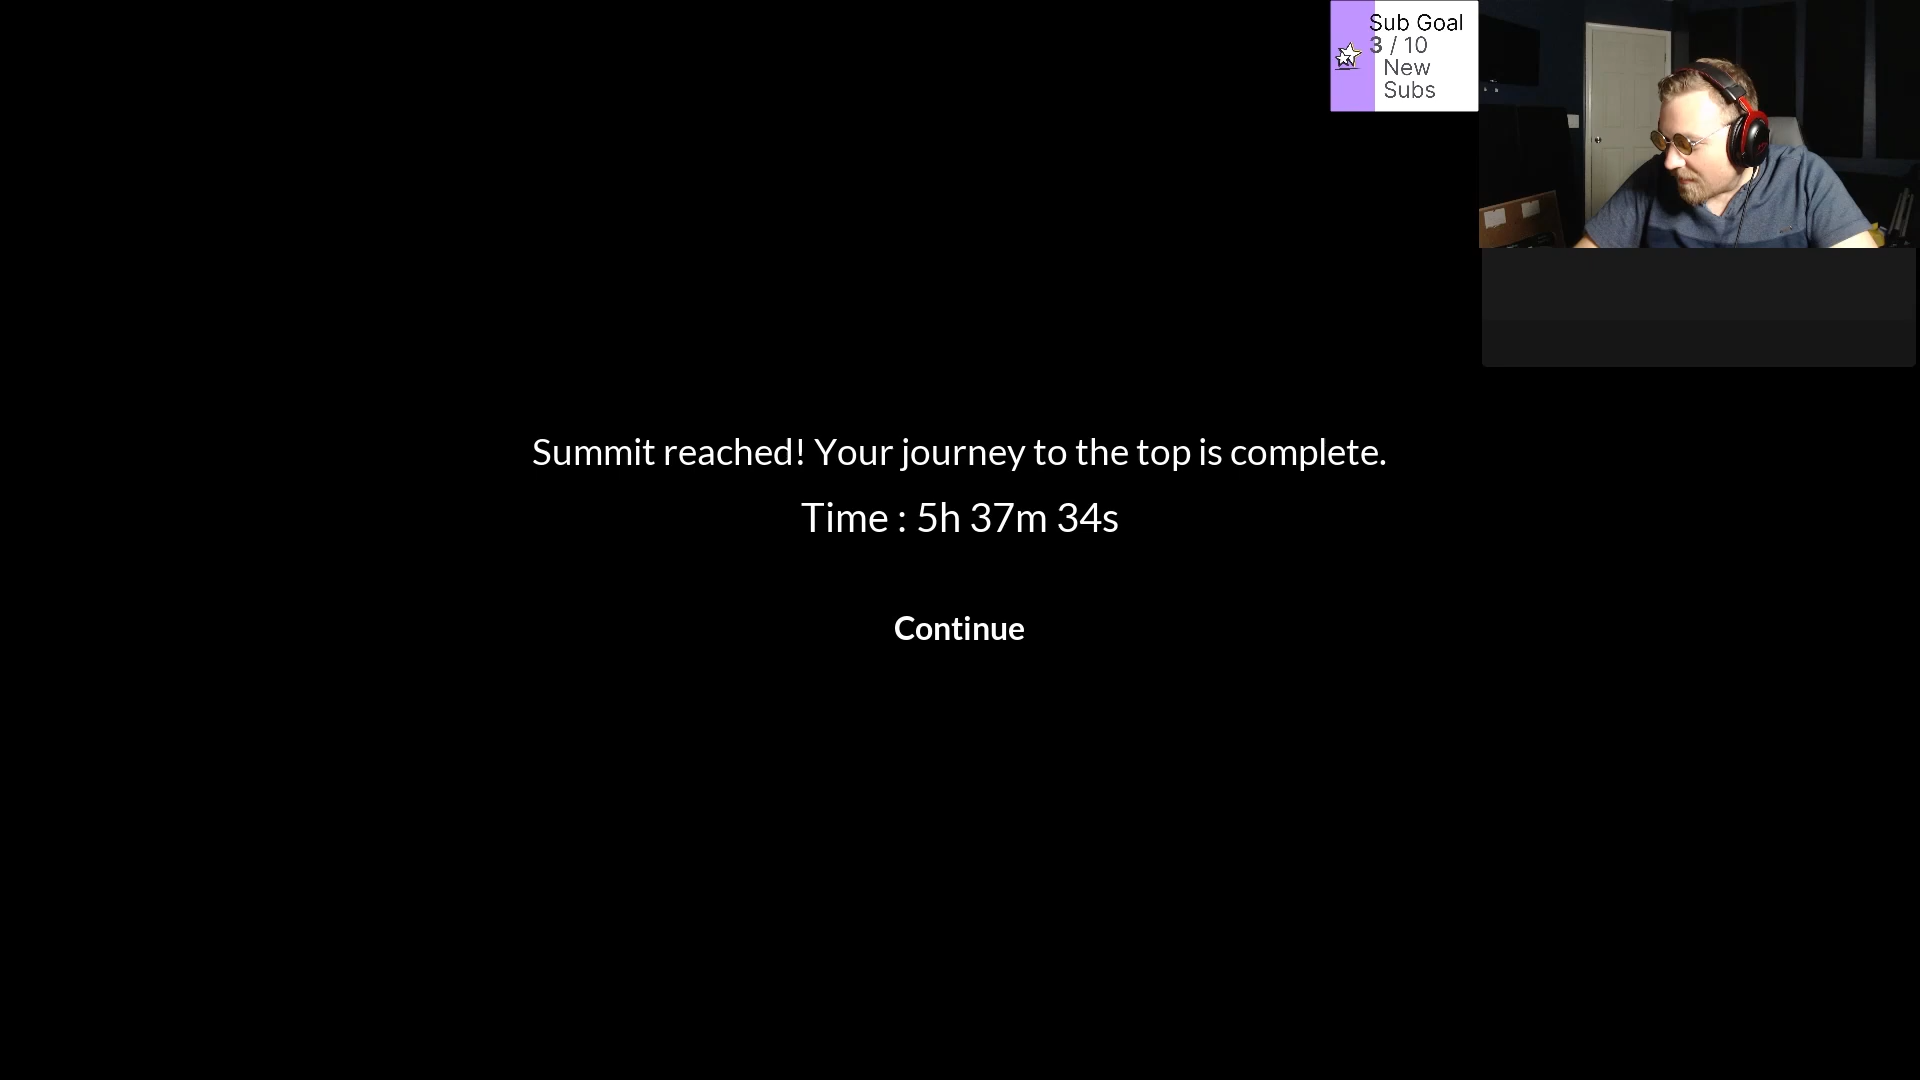 Sub Goal
3 / 10
New
Subs
Summit reached! Your journey to the top is complete.
Time : 5h 37m 34s
Continue